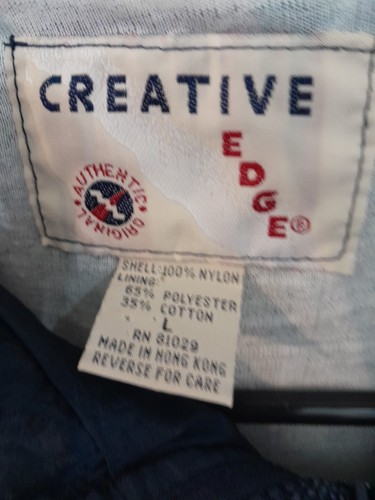 CREATIVE
EDGE®
AUTHENTIC • ORIGINAL •
SHELL: 100% NYLON
LINING:
65% POLYESTER
35% COTTON
L
RN 81029
MADE IN HONG KONG
REVERSE FOR CARE